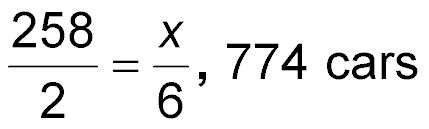 258/2 = x/6, 774 cars